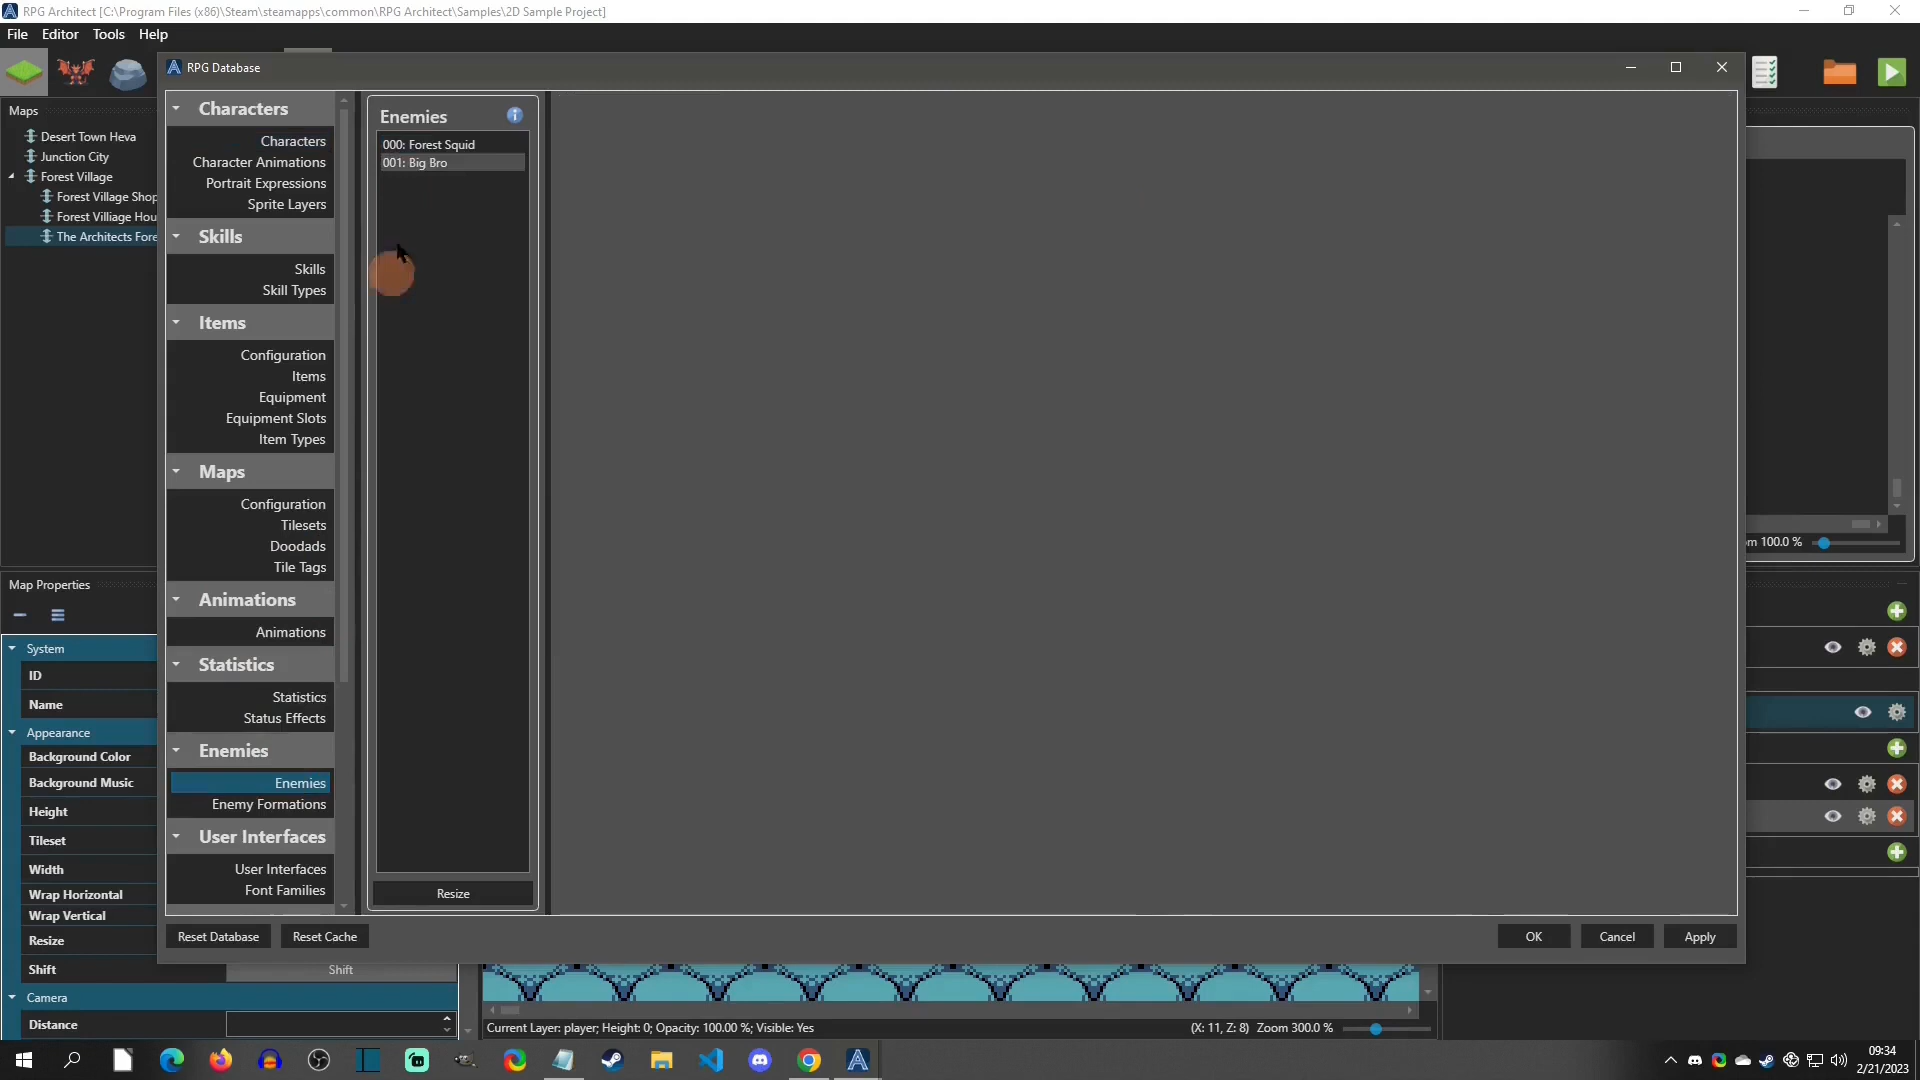 RPG Architect [C:\Program Files (x86)\Steam\steamapps\common\RPG Architect\Samples\2D Sample Project]
File Editor Tools Help
RPG Database
Maps
Desert Town Heva
Junction City
Forest Village
Forest Village Shop
Forest Villiage Hou
The Architects Fore
Characters
Characters
Character Animations
Portrait Expressions
Sprite Layers
Skills
Skills
Skill Types
Items
Configuration
Items
Equipment
Equipment Slots
Item Types
Maps
Configuration
Tilesets
Doodads
Tile Tags
Animations
Animations
Statistics
Statistics
Status Effects
Enemies
Enemies
Enemy Formations
User Interfaces
User Interfaces
Font Families
Enemies
000: Forest Squid
001: Big Bro
Resize
Reset Database
Reset Cache
OK
Cancel
Apply
m 100.0 %
Map Properties
System
ID
Name
Appearance
Background Color
Background Music
Height
Tileset
Width
Wrap Horizontal
Wrap Vertical
Resize
Shift Shift
Camera
Distance
Current Layer: player; Height: 0; Opacity: 100.00 %; Visible: Yes
(X: 11, Z: 8) Zoom 300.0 %
09:34
2/21/2023